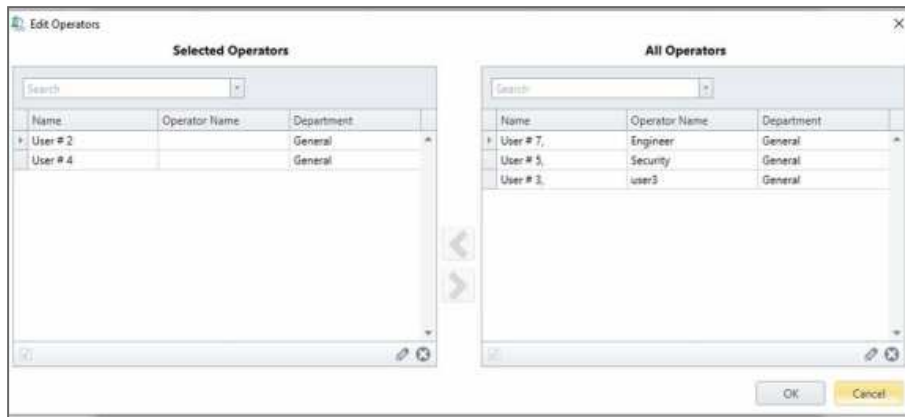 Edit Operators
Selected Operators
Search
Name Operator Name Department
User # 2 General
User # 4 General
All Operators
Search
Name Operator Name Department
User # 7, Engineer General
User # 5, Security General
User # 3, user3 General
OK Cancel